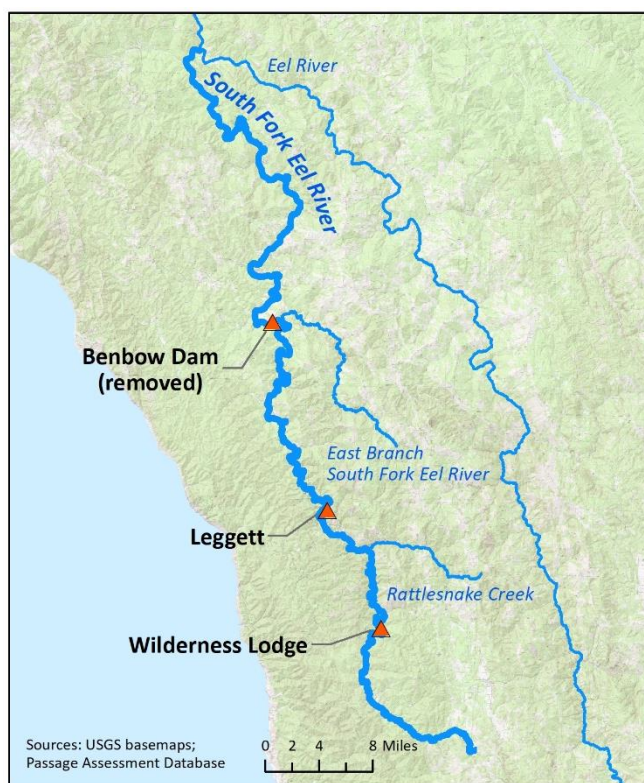 Eel River
South Fork Eel River
Benbow Dam
(removed)
East Branch
South Fork Eel River
Leggett
Rattlesnake Creek
Wilderness Lodge
Sources: USGS basemaps;
Passage Assessment Database
0 2 4 8 Miles